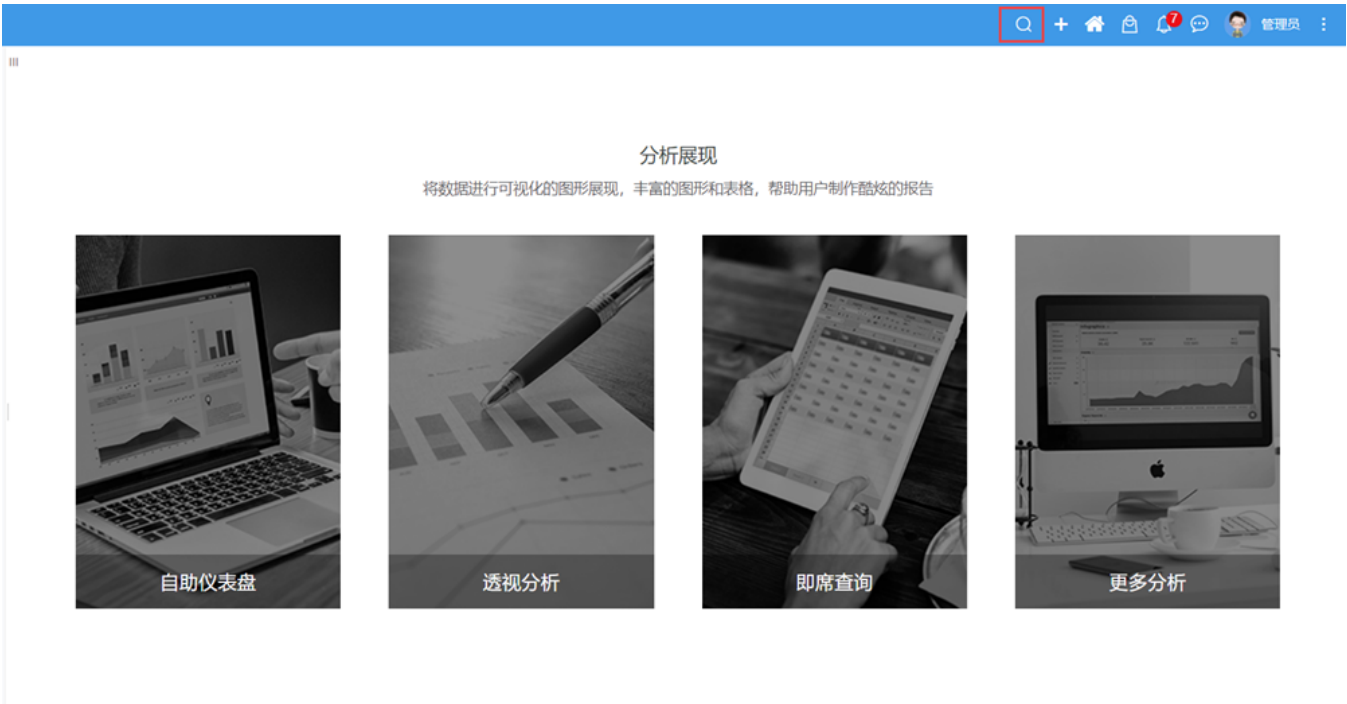 7
管理员
分析展现
将数据进行可视化的图形展现，丰富的图形和表格，帮助用户制作酷炫的报告
自助仪表盘
透视分析
即席查询
更多分析